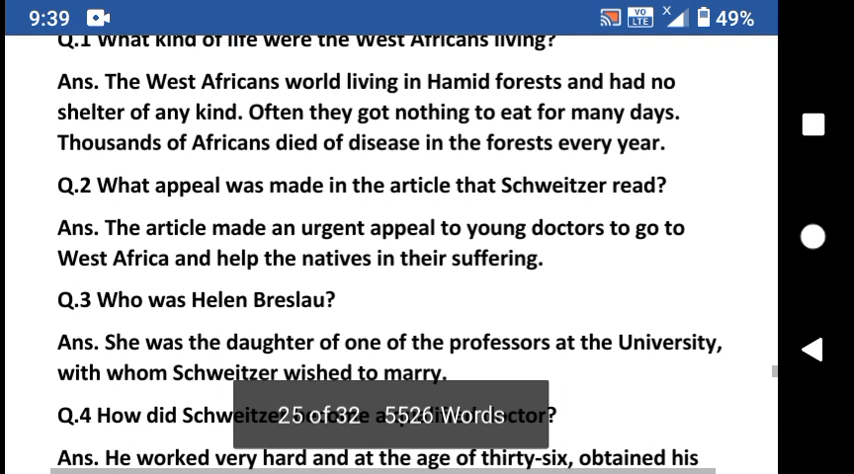 9:39 VO LTE X 49%
Q.1 What kind of life were the West Africans living?
Ans. The West Africans world living in Hamid forests and had no
shelter of any kind. Often they got nothing to eat for many days.
Thousands of Africans died of disease in the forests every year.
Q.2 What appeal was made in the article that Schweitzer read?
Ans. The article made an urgent appeal to young doctors to go to
West Africa and help the natives in their suffering.
Q.3 Who was Helen Breslau?
Ans. She was the daughter of one of the professors at the University,
with whom Schweitzer wished to marry.
Q.4 How did Schweitzer become a doctor?
25 of 32 5526 Words
Ans. He worked very hard and at the age of thirty-six, obtained his